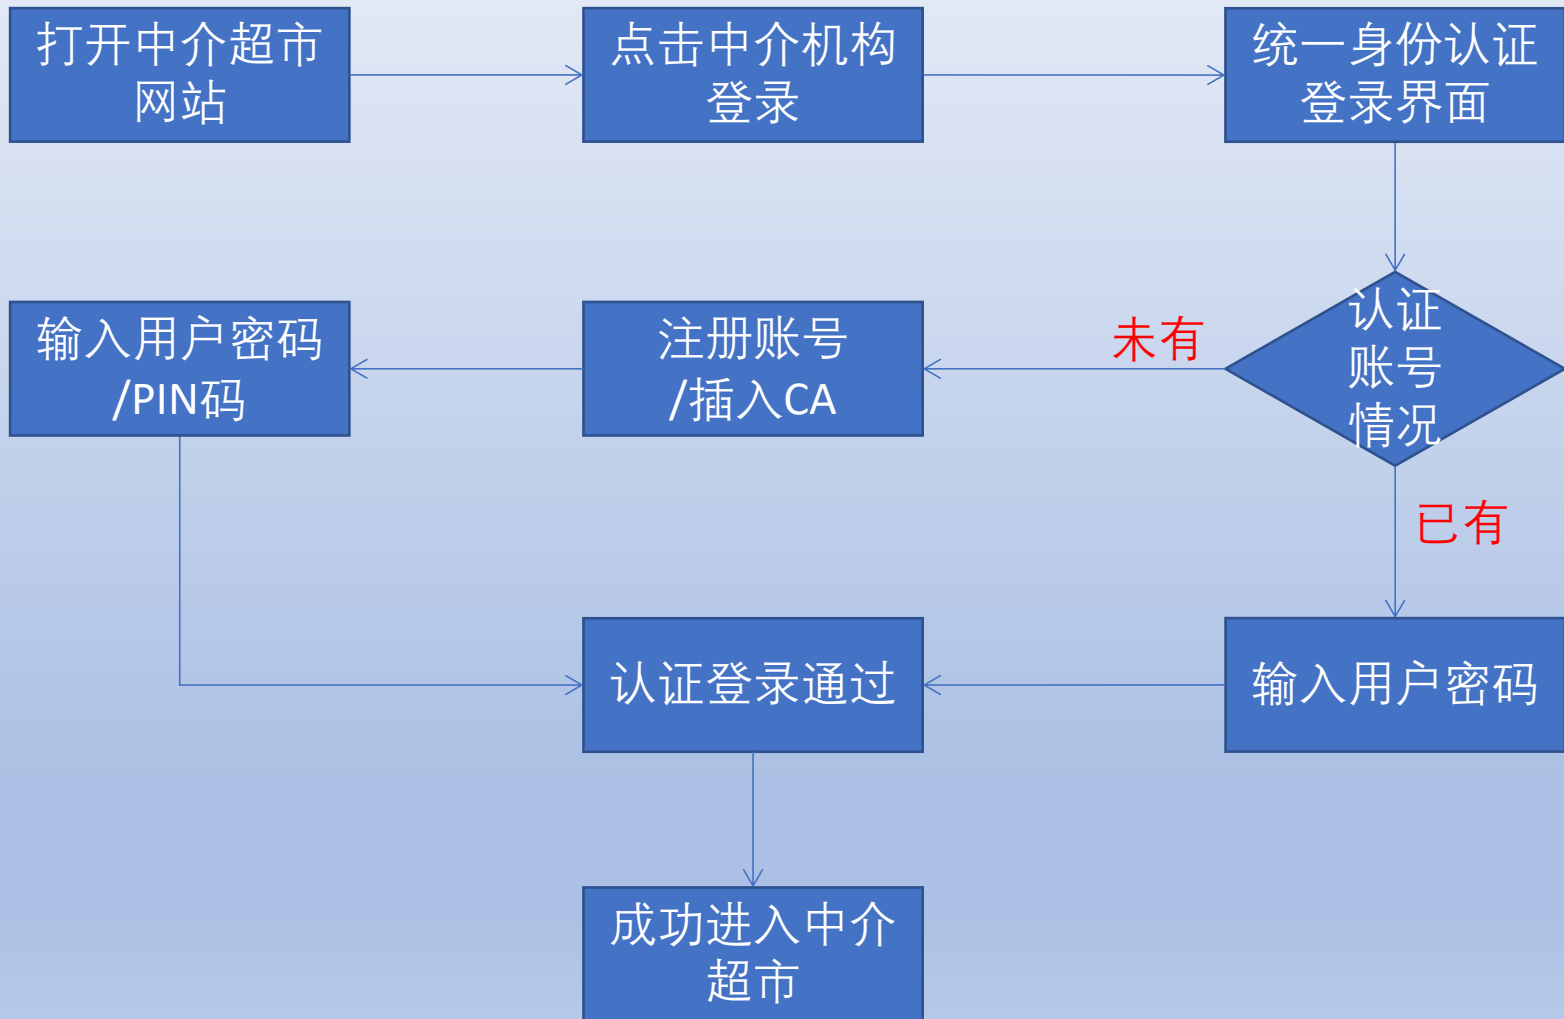 打开中介超市
网站
点击中介机构
登录
统一身份认证
登录界面
输入用户密码
/PIN码
注册账号
/插入CA
未有
认证
账号
情况
已有
认证登录通过
输入用户密码
成功进入中介
超市